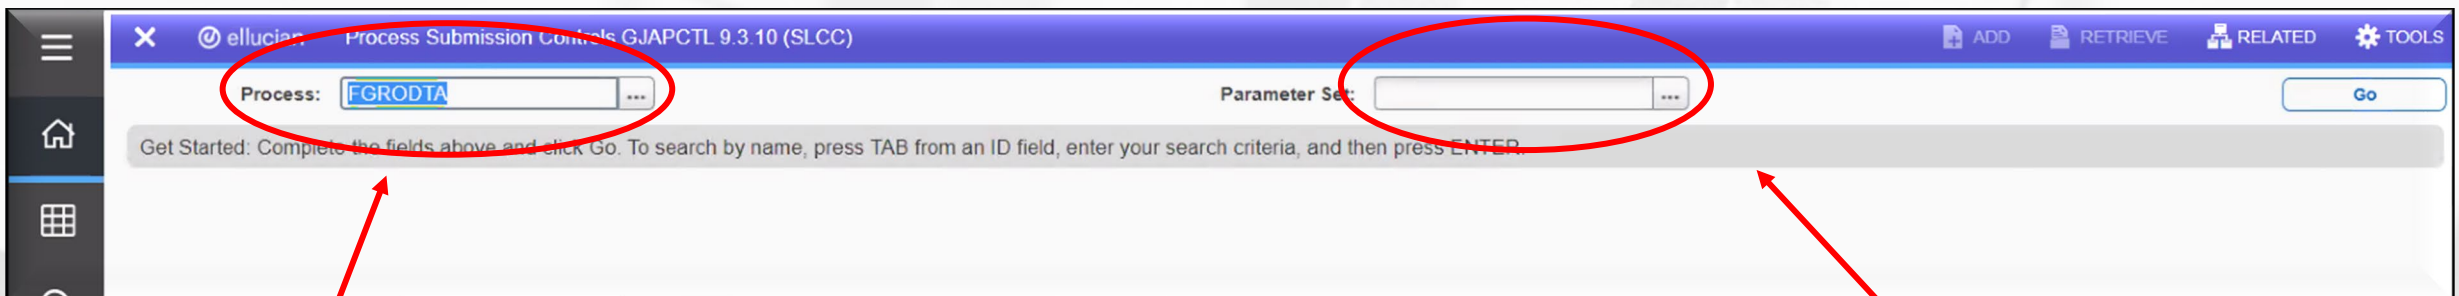 ellucian Process Submission Controls GJAPCTL 9.3.10 (SLCC) ADD RETRIEVE RELATED TOOLS
Process: FGRODTA ... Parameter Set: ... Go
Get Started: Complete the fields above and click Go. To search by name, press TAB from an ID field, enter your search criteria, and then press ENTER.